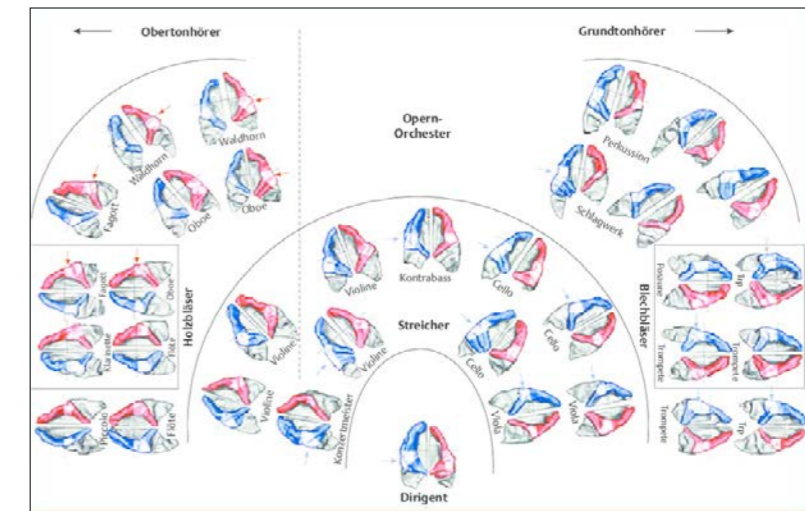 Obertonhörer
Grundtonhörer
Opern-
Orchester
Waldhorn
Waldhorn
Fagott
Oboe
Oboe
Perkussion
Schlagwerk
Holzbläser
Fagott
Oboe
Klarinette
Flöte
Piccolo
Flöte
Streicher
Violine
Kontrabass
Cello
Violine
Violine
Cello
Cello
Violine
Konzertmeister
Viola
Viola
Blechbläser
Posaune
Trp
Trompete
Trompete
Trompete
Trp
Dirigent